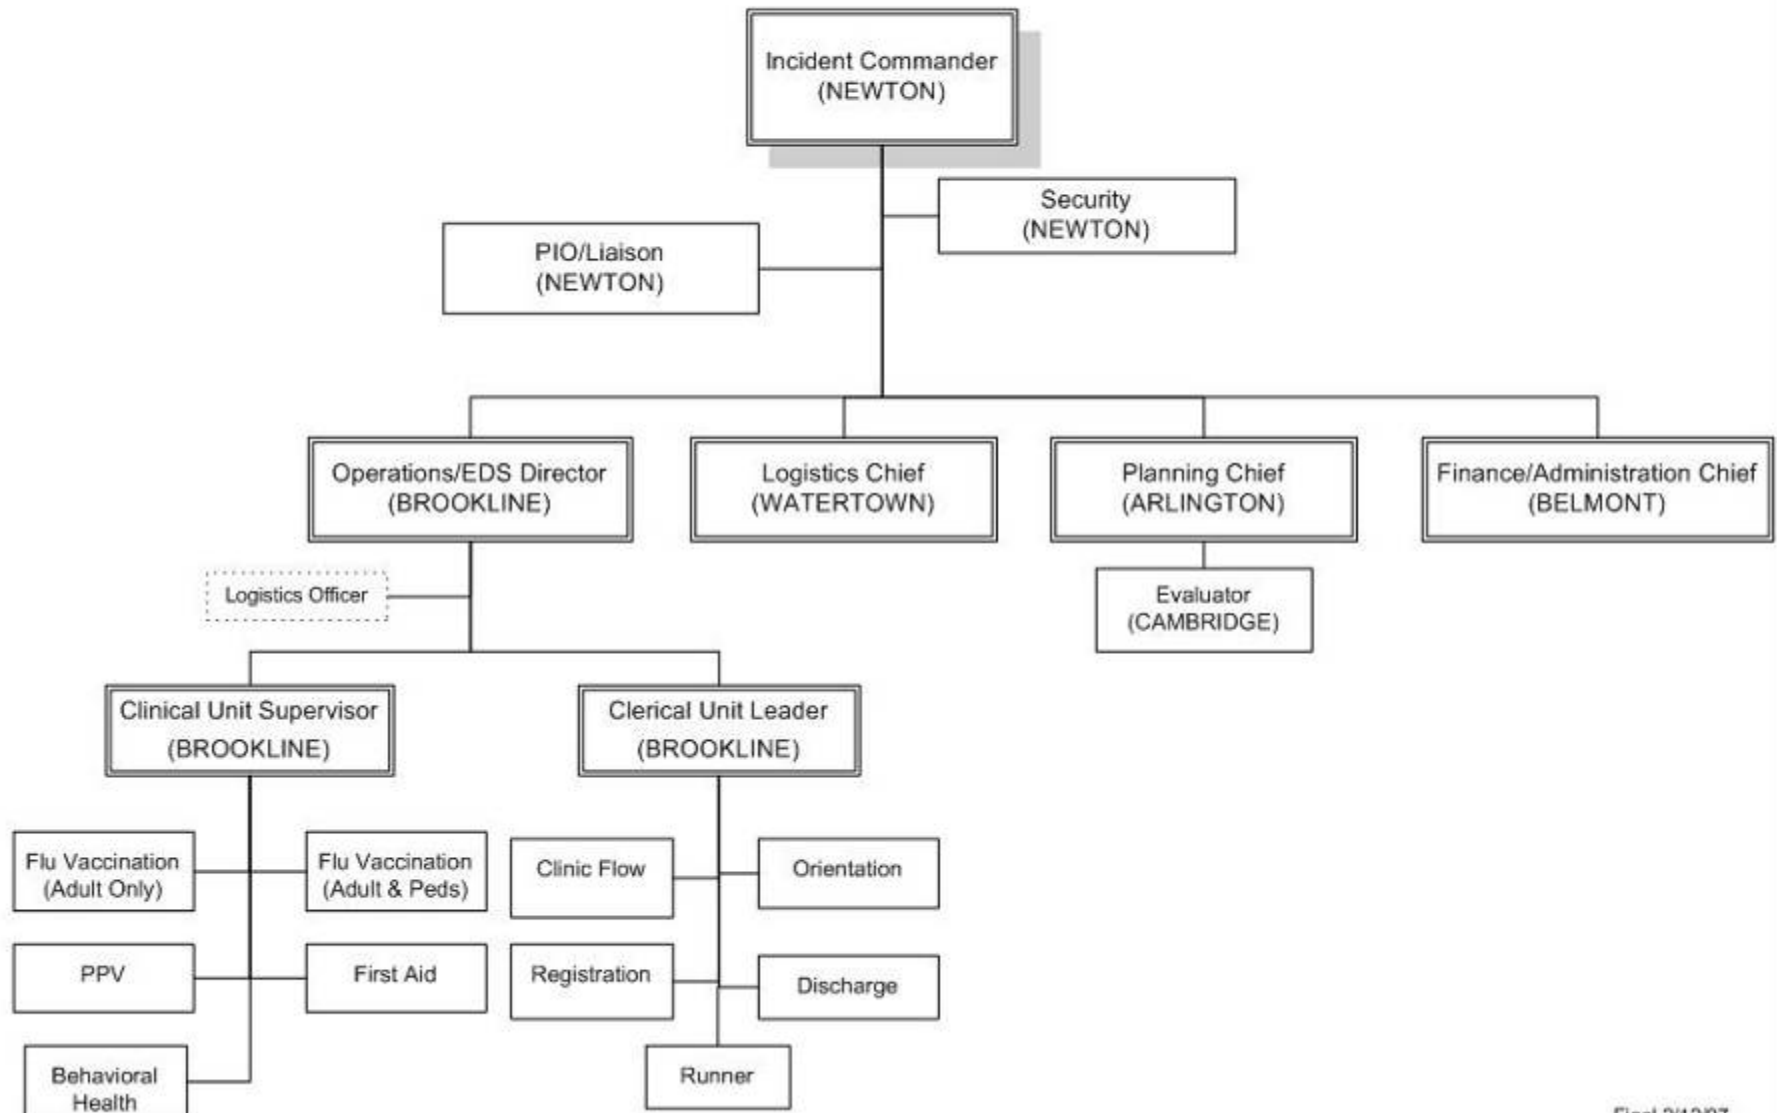 Incident Commander
(NEWTON)
Security
(NEWTON)
PIO/Liaison
(NEWTON)
Operations/EDS Director
(BROOKLINE)
Logistics Chief
(WATERTOWN)
Planning Chief
(ARLINGTON)
Finance/Administration Chief
(BELMONT)
Logistics Officer
Evaluator
(CAMBRIDGE)
Clinical Unit Supervisor
(BROOKLINE)
Clerical Unit Leader
(BROOKLINE)
Flu Vaccination
(Adult Only)
Flu Vaccination
(Adult & Peds)
Clinic Flow
Orientation
PPV
First Aid
Registration
Discharge
Behavioral
Health
Runner